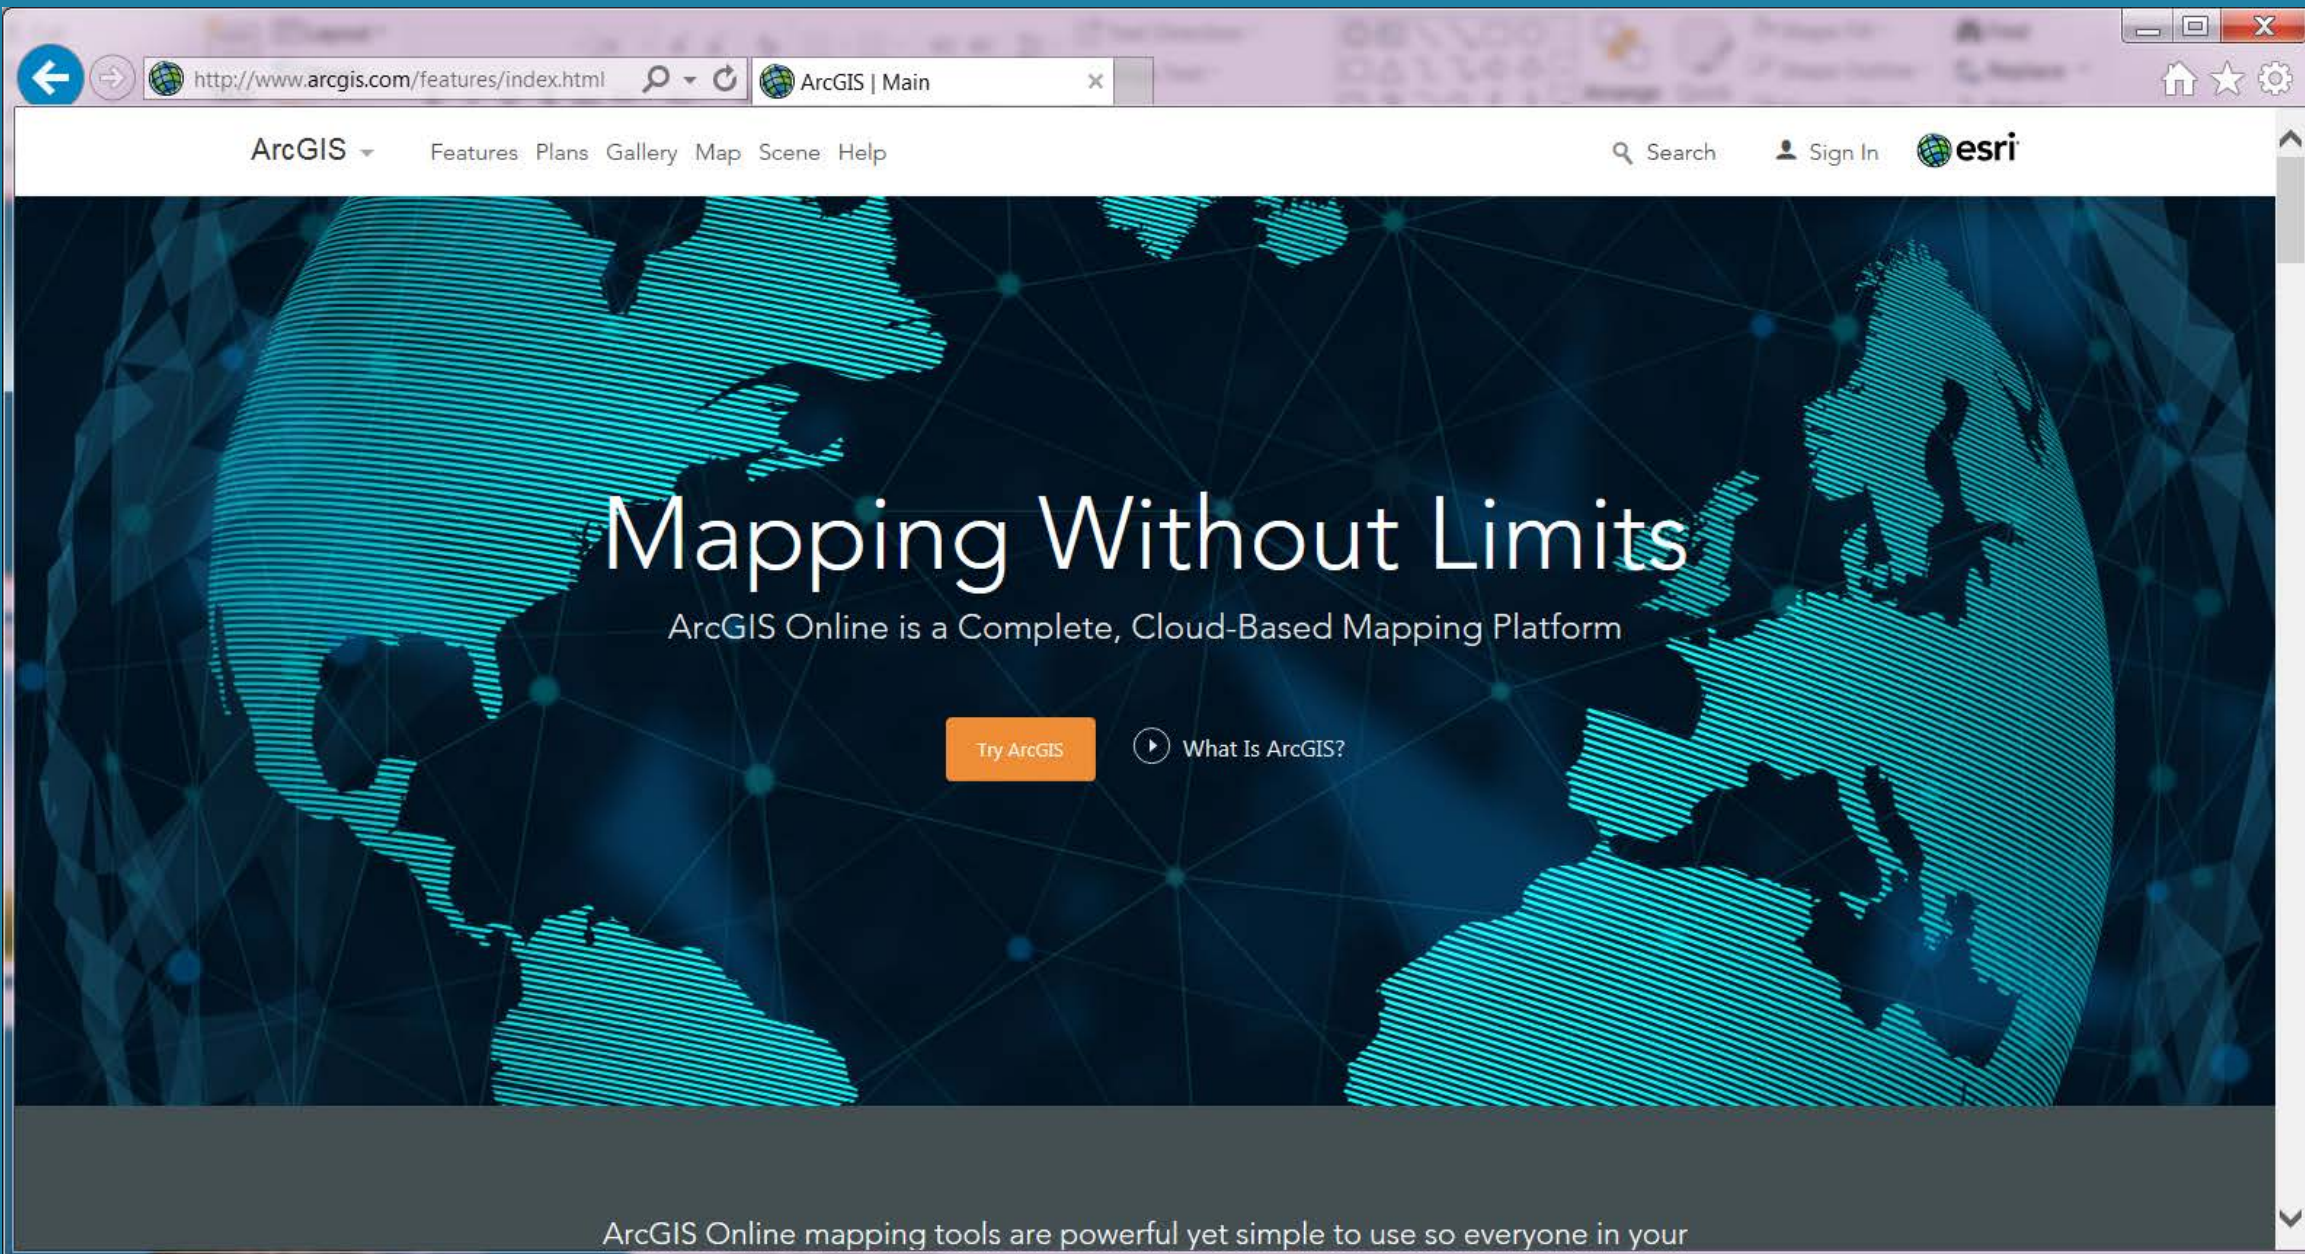 http://www.arcgis.com/features/index.html ArcGIS | Main
ArcGIS Features Plans Gallery Map Scene Help Search Sign In esri
Mapping Without Limits
ArcGIS Online is a Complete, Cloud-Based Mapping Platform
Try ArcGIS What Is ArcGIS?
ArcGIS Online mapping tools are powerful yet simple to use so everyone in your